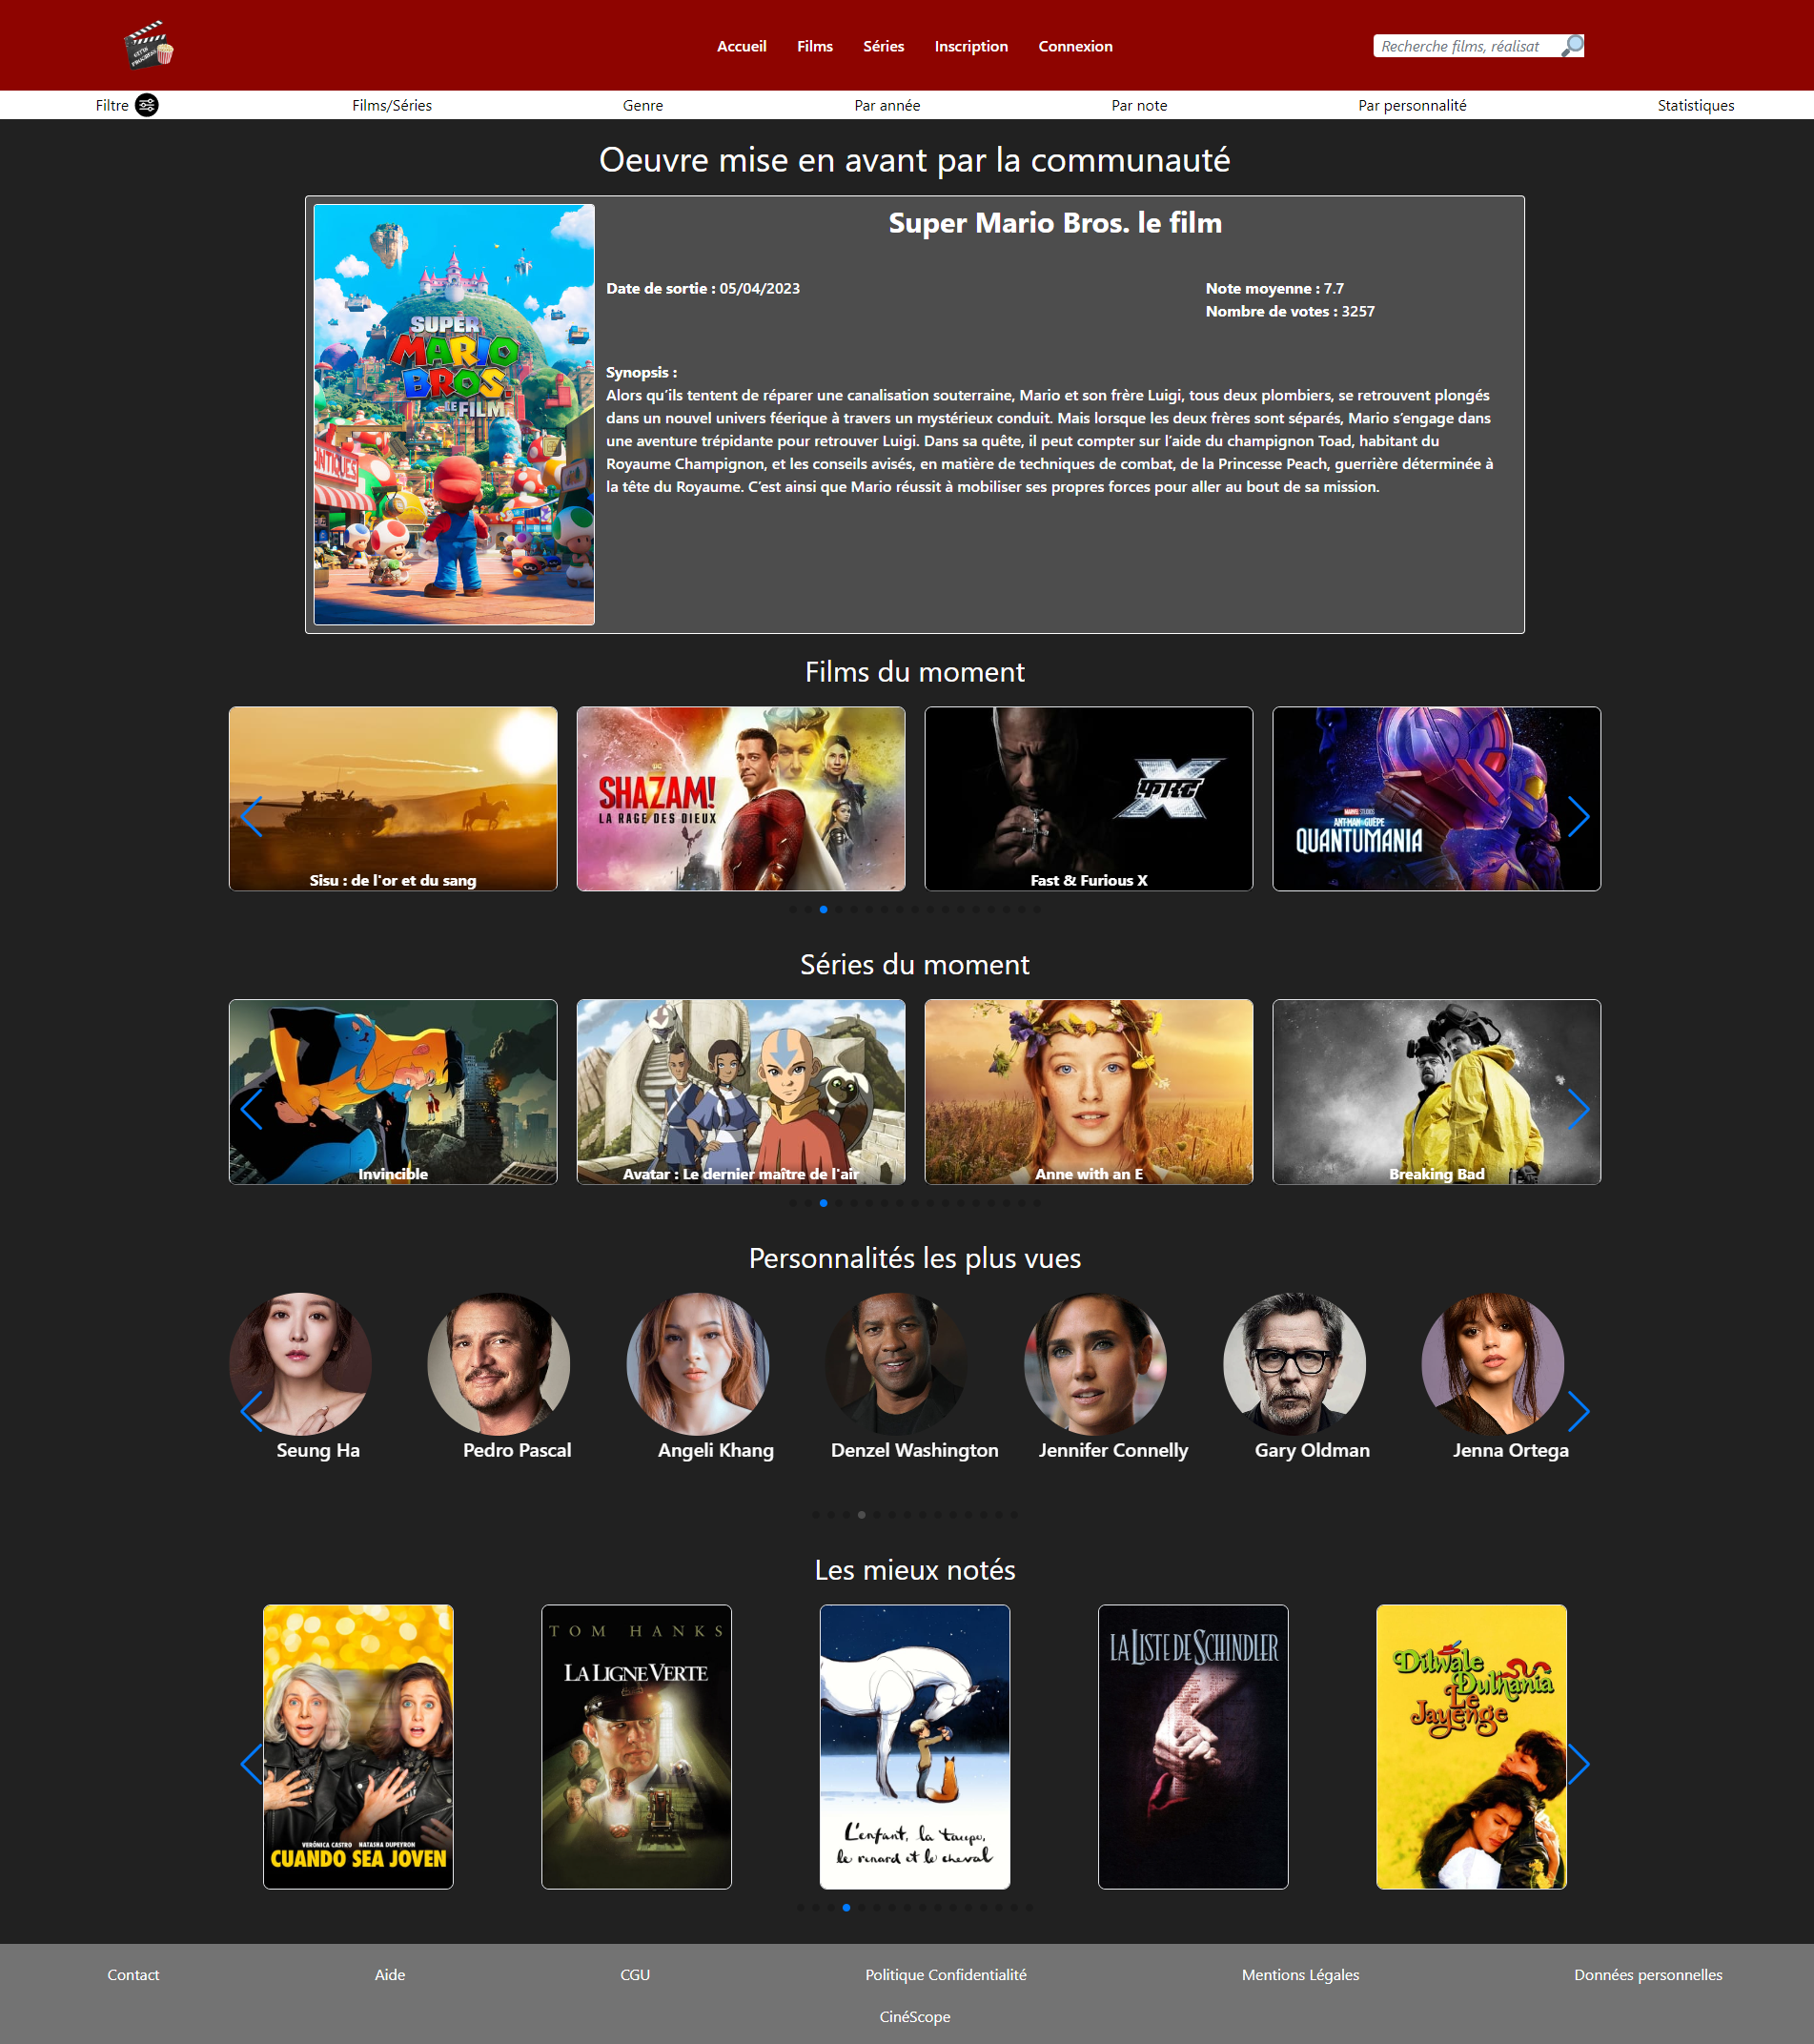 Accueil
Films
Séries
Inscription
Connexion
Recherche films, réalisat
Filtre
Films/Séries
Genre
Par année
Par note
Par personnalité
Statistiques
Oeuvre mise en avant par la communauté
SUPER
MARIO
BROS.
LE FILM
Super Mario Bros. le film
Date de sortie : 05/04/2023
Note moyenne : 7.7
Nombre de votes : 3257
Synopsis :
Alors qu’ils tentent de réparer une canalisation souterraine, Mario et son frère Luigi, tous deux plombiers, se retrouvent plongés
dans un nouvel univers féerique à travers un mystérieux conduit. Mais lorsque les deux frères sont séparés, Mario s’engage dans
une aventure trépidante pour retrouver Luigi. Dans sa quête, il peut compter sur l’aide du champignon Toad, habitant du
Royaume Champignon, et les conseils avisés, en matière de techniques de combat, de la Princesse Peach, guerrière déterminée à
la tête du Royaume. C’est ainsi que Mario réussit à mobiliser ses propres forces pour aller au bout de sa mission.
Films du moment
Sisu : de l'or et du sang
SHAZAM!
LA RAGE DES DIEUX
X
Fast & Furious X
MARVEL STUDIOS
ANT-MAN ET LA GUÊPE
QUANTUMANIA
Séries du moment
Invincible
Avatar : Le dernier maître de l'air
Anne with an E
Breaking Bad
Personnalités les plus vues
Seung Ha
Pedro Pascal
Angeli Khang
Denzel Washington
Jennifer Connelly
Gary Oldman
Jenna Ortega
Les mieux notés
VERÓNICA CASTRO NATASHA DUPEYRON
CUANDO SEA JOVEN
TOM HANKS
LA LIGNE VERTE
L'enfant, la taupe,
le renard et le cheval
LA LISTE DE SCHINDLER
Dilwale
Dulhania
Le
Jayenge
Contact
Aide
CGU
Politique Confidentialité
Mentions Légales
Données personnelles
CinéScope